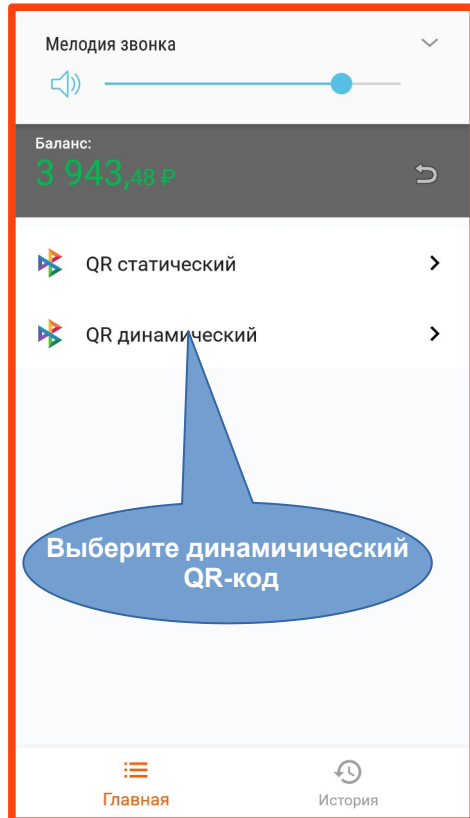 Мелодия звонка
Баланс:
3 943,48 ₽
QR статический
QR динамический
Выберите динамичический
QR-код
Главная
История